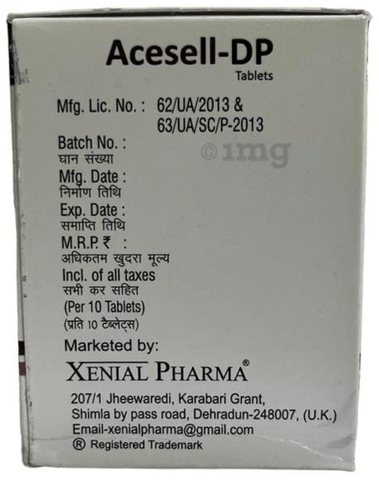 Acesell-DP
Tablets
Mfg. Lic. No. : 62/UA/2013 &
63/UA/SC/P-2013
1mg
Batch No. :
घान संख्या
Mfg. Date :
निर्माण तिथि
Exp. Date :
समाप्ति तिथि
M.R.P. ₹ :
अधिकतम खुदरा मूल्य
Incl. of all taxes
सभी कर सहित
(Per 10 Tablets)
(प्रति 10 टैब्लेट्स)
Marketed by:
XENIAL PHARMA®
207/1 Jheewaredi, Karabari Grant,
Shimla by pass road, Dehradun-248007, (U.K.)
Email-xenialpharma@gmail.com
® Registered Trademark